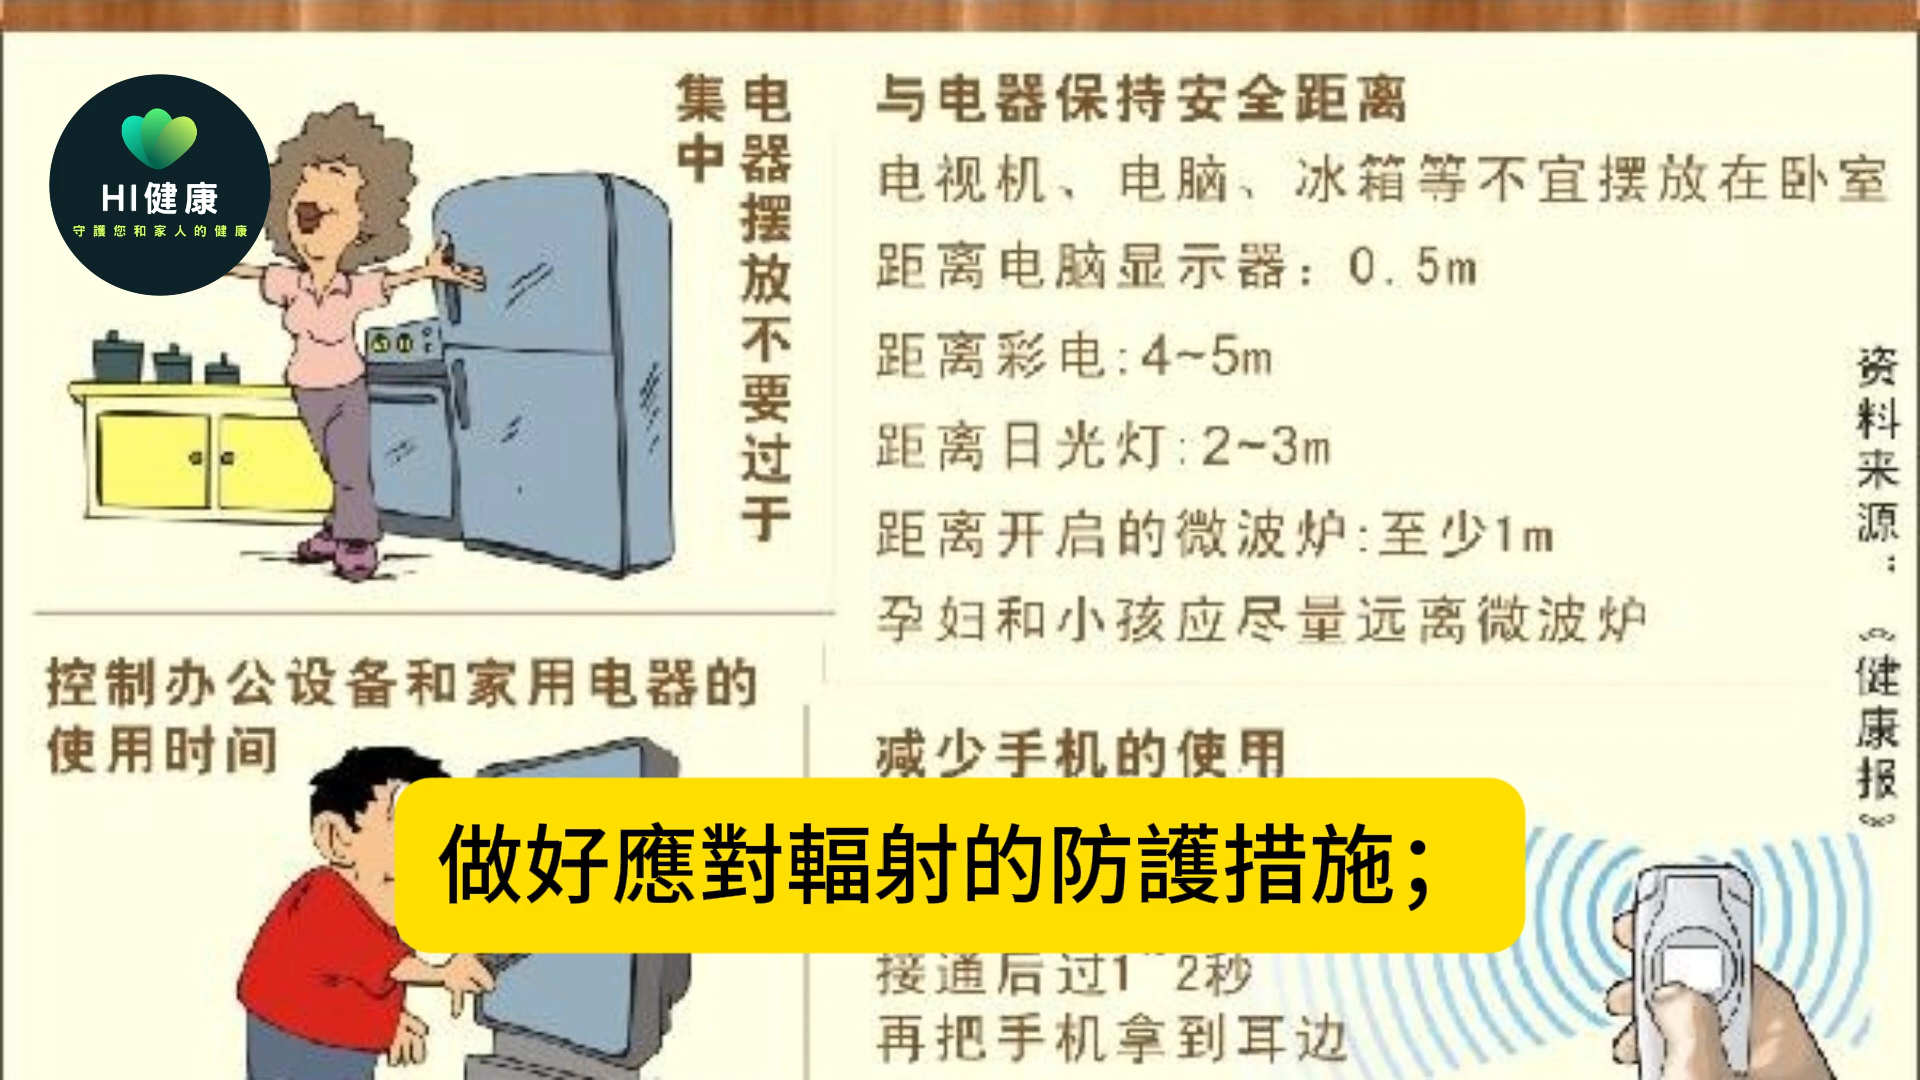 HI健康
守護您和家人的健康
电器摆放不要过于
集中
与电器保持安全距离
电视机、电脑、冰箱等不宜摆放在卧室
距离电脑显示器：0.5m
距离彩电:4~5m
距离日光灯:2~3m
距离开启的微波炉:至少1m
孕妇和小孩应尽量远离微波炉
资料来源：《健康报》
控制办公设备和家用电器的
使用时间
减少手机的使用
做好應對輻射的防護措施；
接通后过1~2秒
再把手机拿到耳边